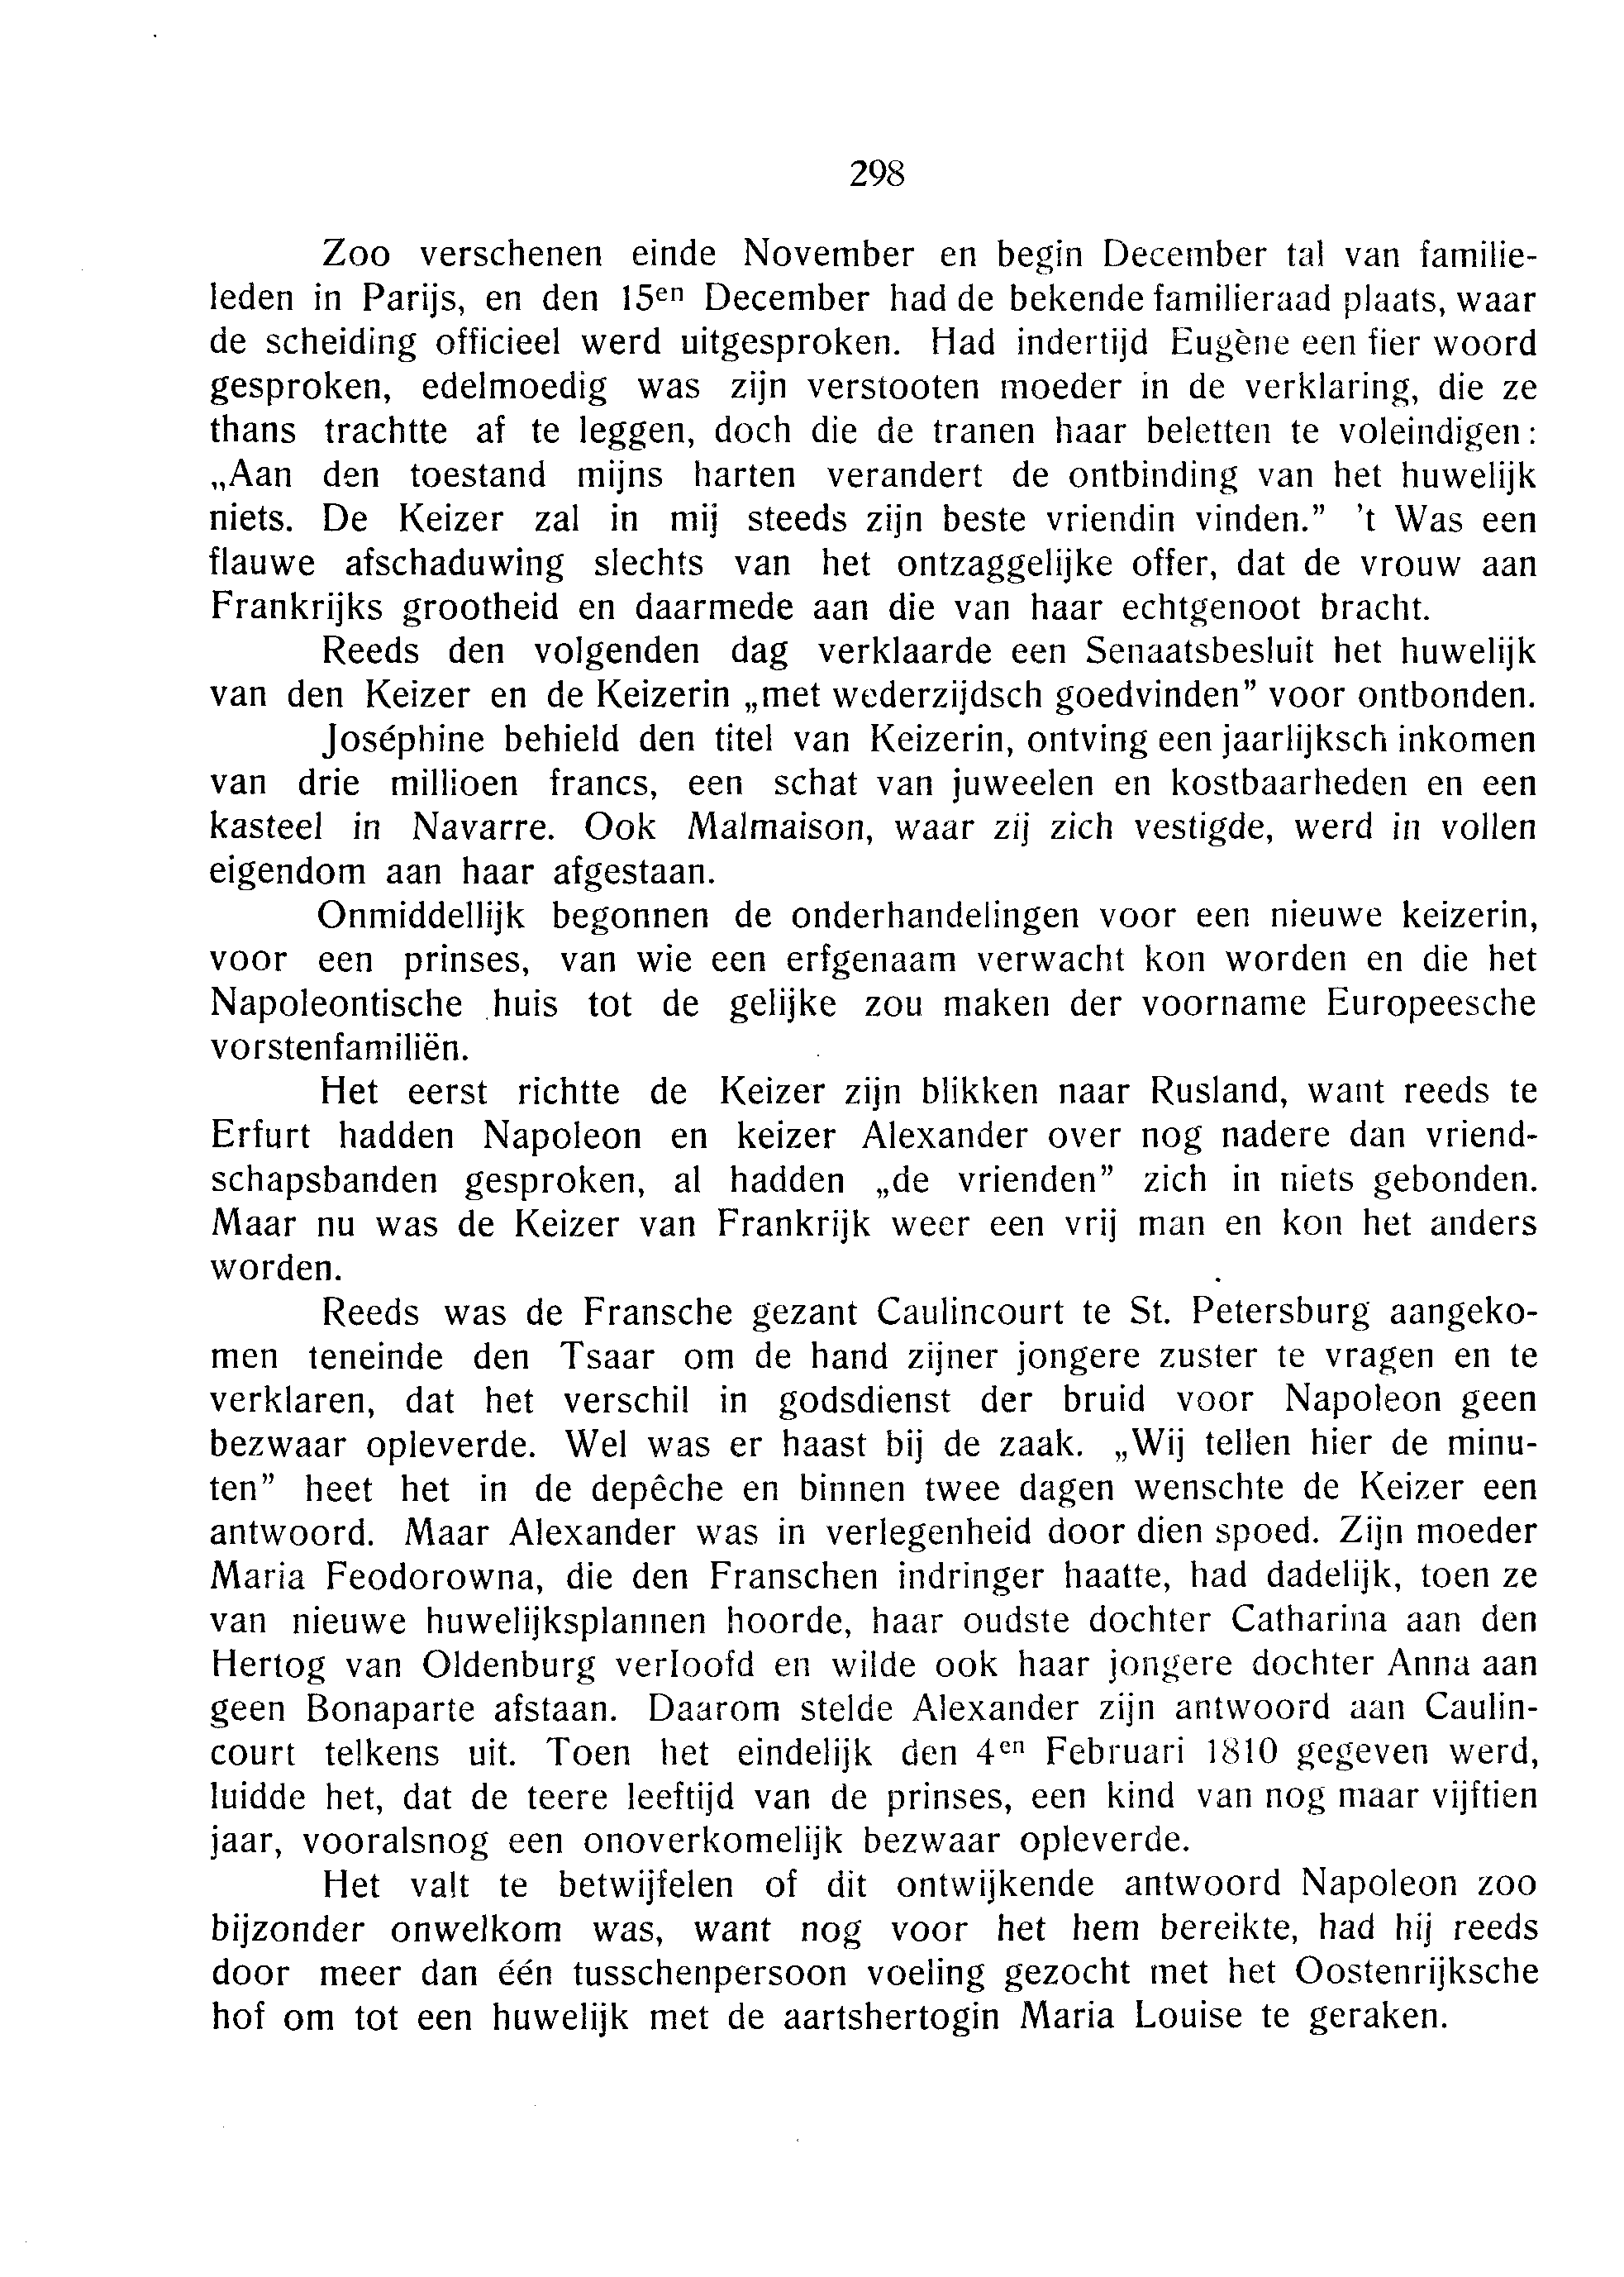 298
Zoo verschenen einde November en begin December tal van familie-
leden in Parijs, en den 15en December had de bekende familieraad plaats, waar
de scheiding officieel werd uitgesproken. Had indertijd Eugène een fier woord
gesproken, edelmoedig was zijn verstooten moeder in de verklaring, die ze
thans trachtte af te leggen, doch die de tranen haar beletten te voleindigen:
„Aan den toestand mijns harten verandert de ontbinding van het huwelijk
niets. De Keizer zal in mij steeds zijn beste vriendin vinden.” 't Was een
flauwe afschaduwing slechts van het ontzaggelijke offer, dat de vrouw aan
Frankrijks grootheid en daarmede aan die van haar echtgenoot bracht.
Reeds den volgenden dag verklaarde een Senaatsbesluit het huwelijk
van den Keizer en de Keizerin „met wederzijdsch goedvinden” voor ontbonden.
Joséphine behield den titel van Keizerin, ontving een jaarlijksch inkomen
van drie millioen francs, een schat van juweelen en kostbaarheden en een
kasteel in Navarre. Ook Malmaison, waar zij zich vestigde, werd in vollen
eigendom aan haar afgestaan.
Onmiddellijk begonnen de onderhandelingen voor een nieuwe keizerin,
voor een prinses, van wie een erfgenaam verwacht kon worden en die het
Napoleontische huis tot de gelijke zou maken der voorname Europeesche
vorstenfamiliën.
Het eerst richtte de Keizer zijn blikken naar Rusland, want reeds te
Erfurt hadden Napoleon en keizer Alexander over nog nadere dan vriend-
schapsbanden gesproken, al hadden „de vrienden” zich in niets gebonden.
Maar nu was de Keizer van Frankrijk weer een vrij man en kon het anders
worden.
Reeds was de Fransche gezant Caulincourt te St. Petersburg aangeko-
men teneinde den Tsaar om de hand zijner jongere zuster te vragen en te
verklaren, dat het verschil in godsdienst der bruid voor Napoleon geen
bezwaar opleverde. Wel was er haast bij de zaak. „Wij tellen hier de minu-
ten” heet het in de depêche en binnen twee dagen wenschte de Keizer een
antwoord. Maar Alexander was in verlegenheid door dien spoed. Zijn moeder
Maria Feodorowna, die den Franschen indringer haatte, had dadelijk, toen ze
van nieuwe huwelijksplannen hoorde, haar oudste dochter Catharina aan den
Hertog van Oldenburg verloofd en wilde ook haar jongere dochter Anna aan
geen Bonaparte afstaan. Daarom stelde Alexander zijn antwoord aan Caulin-
court telkens uit. Toen het eindelijk den 4en Februari 1810 gegeven werd,
luidde het, dat de teere leeftijd van de prinses, een kind van nog maar vijftien
jaar, vooralsnog een onoverkomelijk bezwaar opleverde.
Het valt te betwijfelen of dit ontwijkende antwoord Napoleon zoo
bijzonder onwelkom was, want nog voor het hem bereikte, had hij reeds
door meer dan één tusschenpersoon voeling gezocht met het Oostenrijksche
hof om tot een huwelijk met de aartshertogin Maria Louise te geraken.